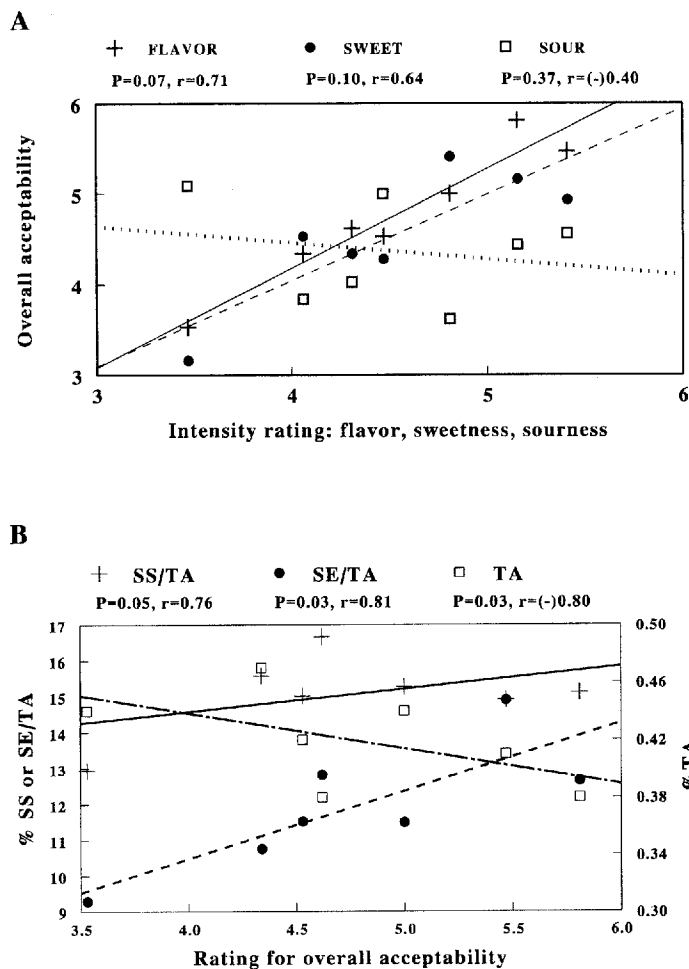 A
FLAVOR SWEET SOUR
P=0.07, r=0.71 P=0.10, r=0.64 P=0.37, r=(-)0.40
6
5
4
3
Overall acceptability
3 4 5 6
Intensity rating: flavor, sweetness, sourness
B
SS/TA SE/TA TA
P=0.05, r=0.76 P=0.03, r=0.81 P=0.03, r=(-)0.80
17
16
15
14
13
12
11
10
9
% SS or SE/TA
0.50
0.46
0.42
0.38
0.34
0.30
% TA
3.5 4.0 4.5 5.0 5.5 6.0
Rating for overall acceptability